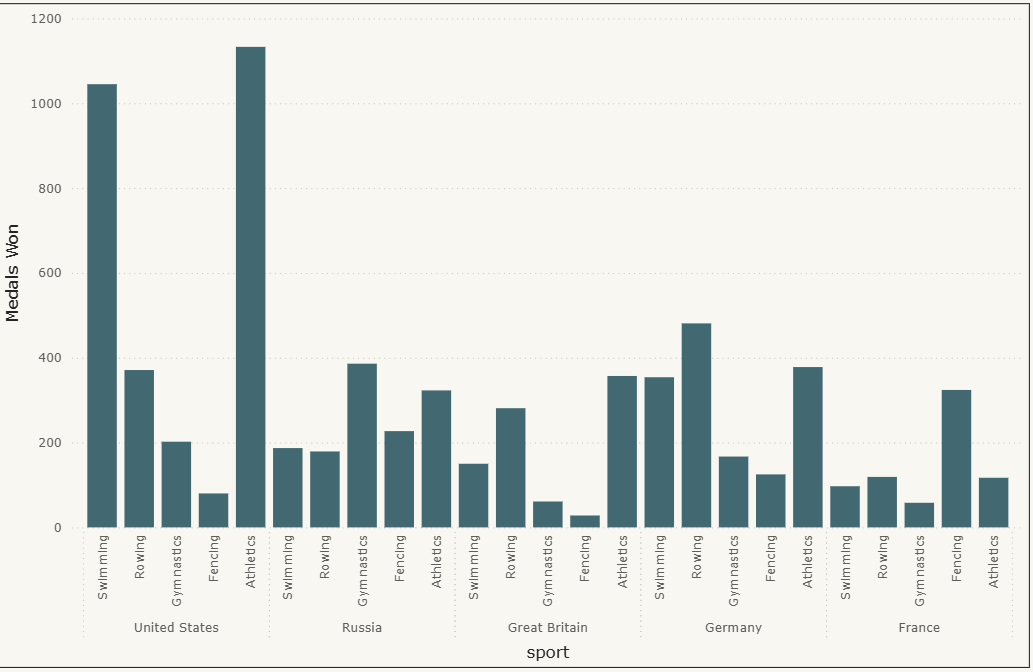 1200
1000
800
600
400
200
0
Medals Won
Swimming
Rowing
Gymnastics
Fencing
Athletics
Swimming
Rowing
Gymnastics
Fencing
Athletics
Swimming
Rowing
Gymnastics
Fencing
Athletics
Swimming
Rowing
Gymnastics
Fencing
Athletics
Swimming
Rowing
Gymnastics
Fencing
Athletics
United States
Russia
Great Britain
Germany
France
sport